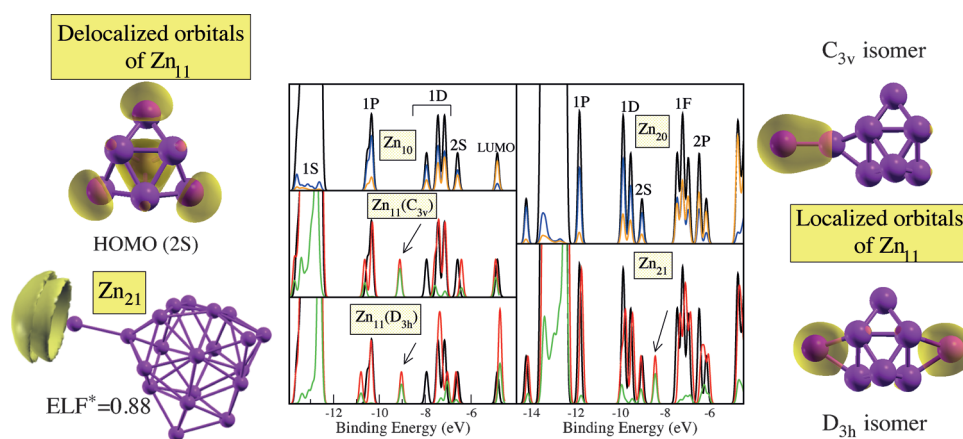 Delocalized orbitals
of Zn11
HOMO (2S)
Zn21
ELF*=0.88
1S
1P
1D
Zn10
2S
LUMO
Zn11(C3v)
Zn11(D3h)
-12
-10
-8
-6
Binding Energy (eV)
1P
1D
1F
Zn20
2P
2S
Zn21
-14
-12
-10
-8
-6
Binding Energy (eV)
C3v isomer
Localized orbitals
of Zn11
D3h isomer